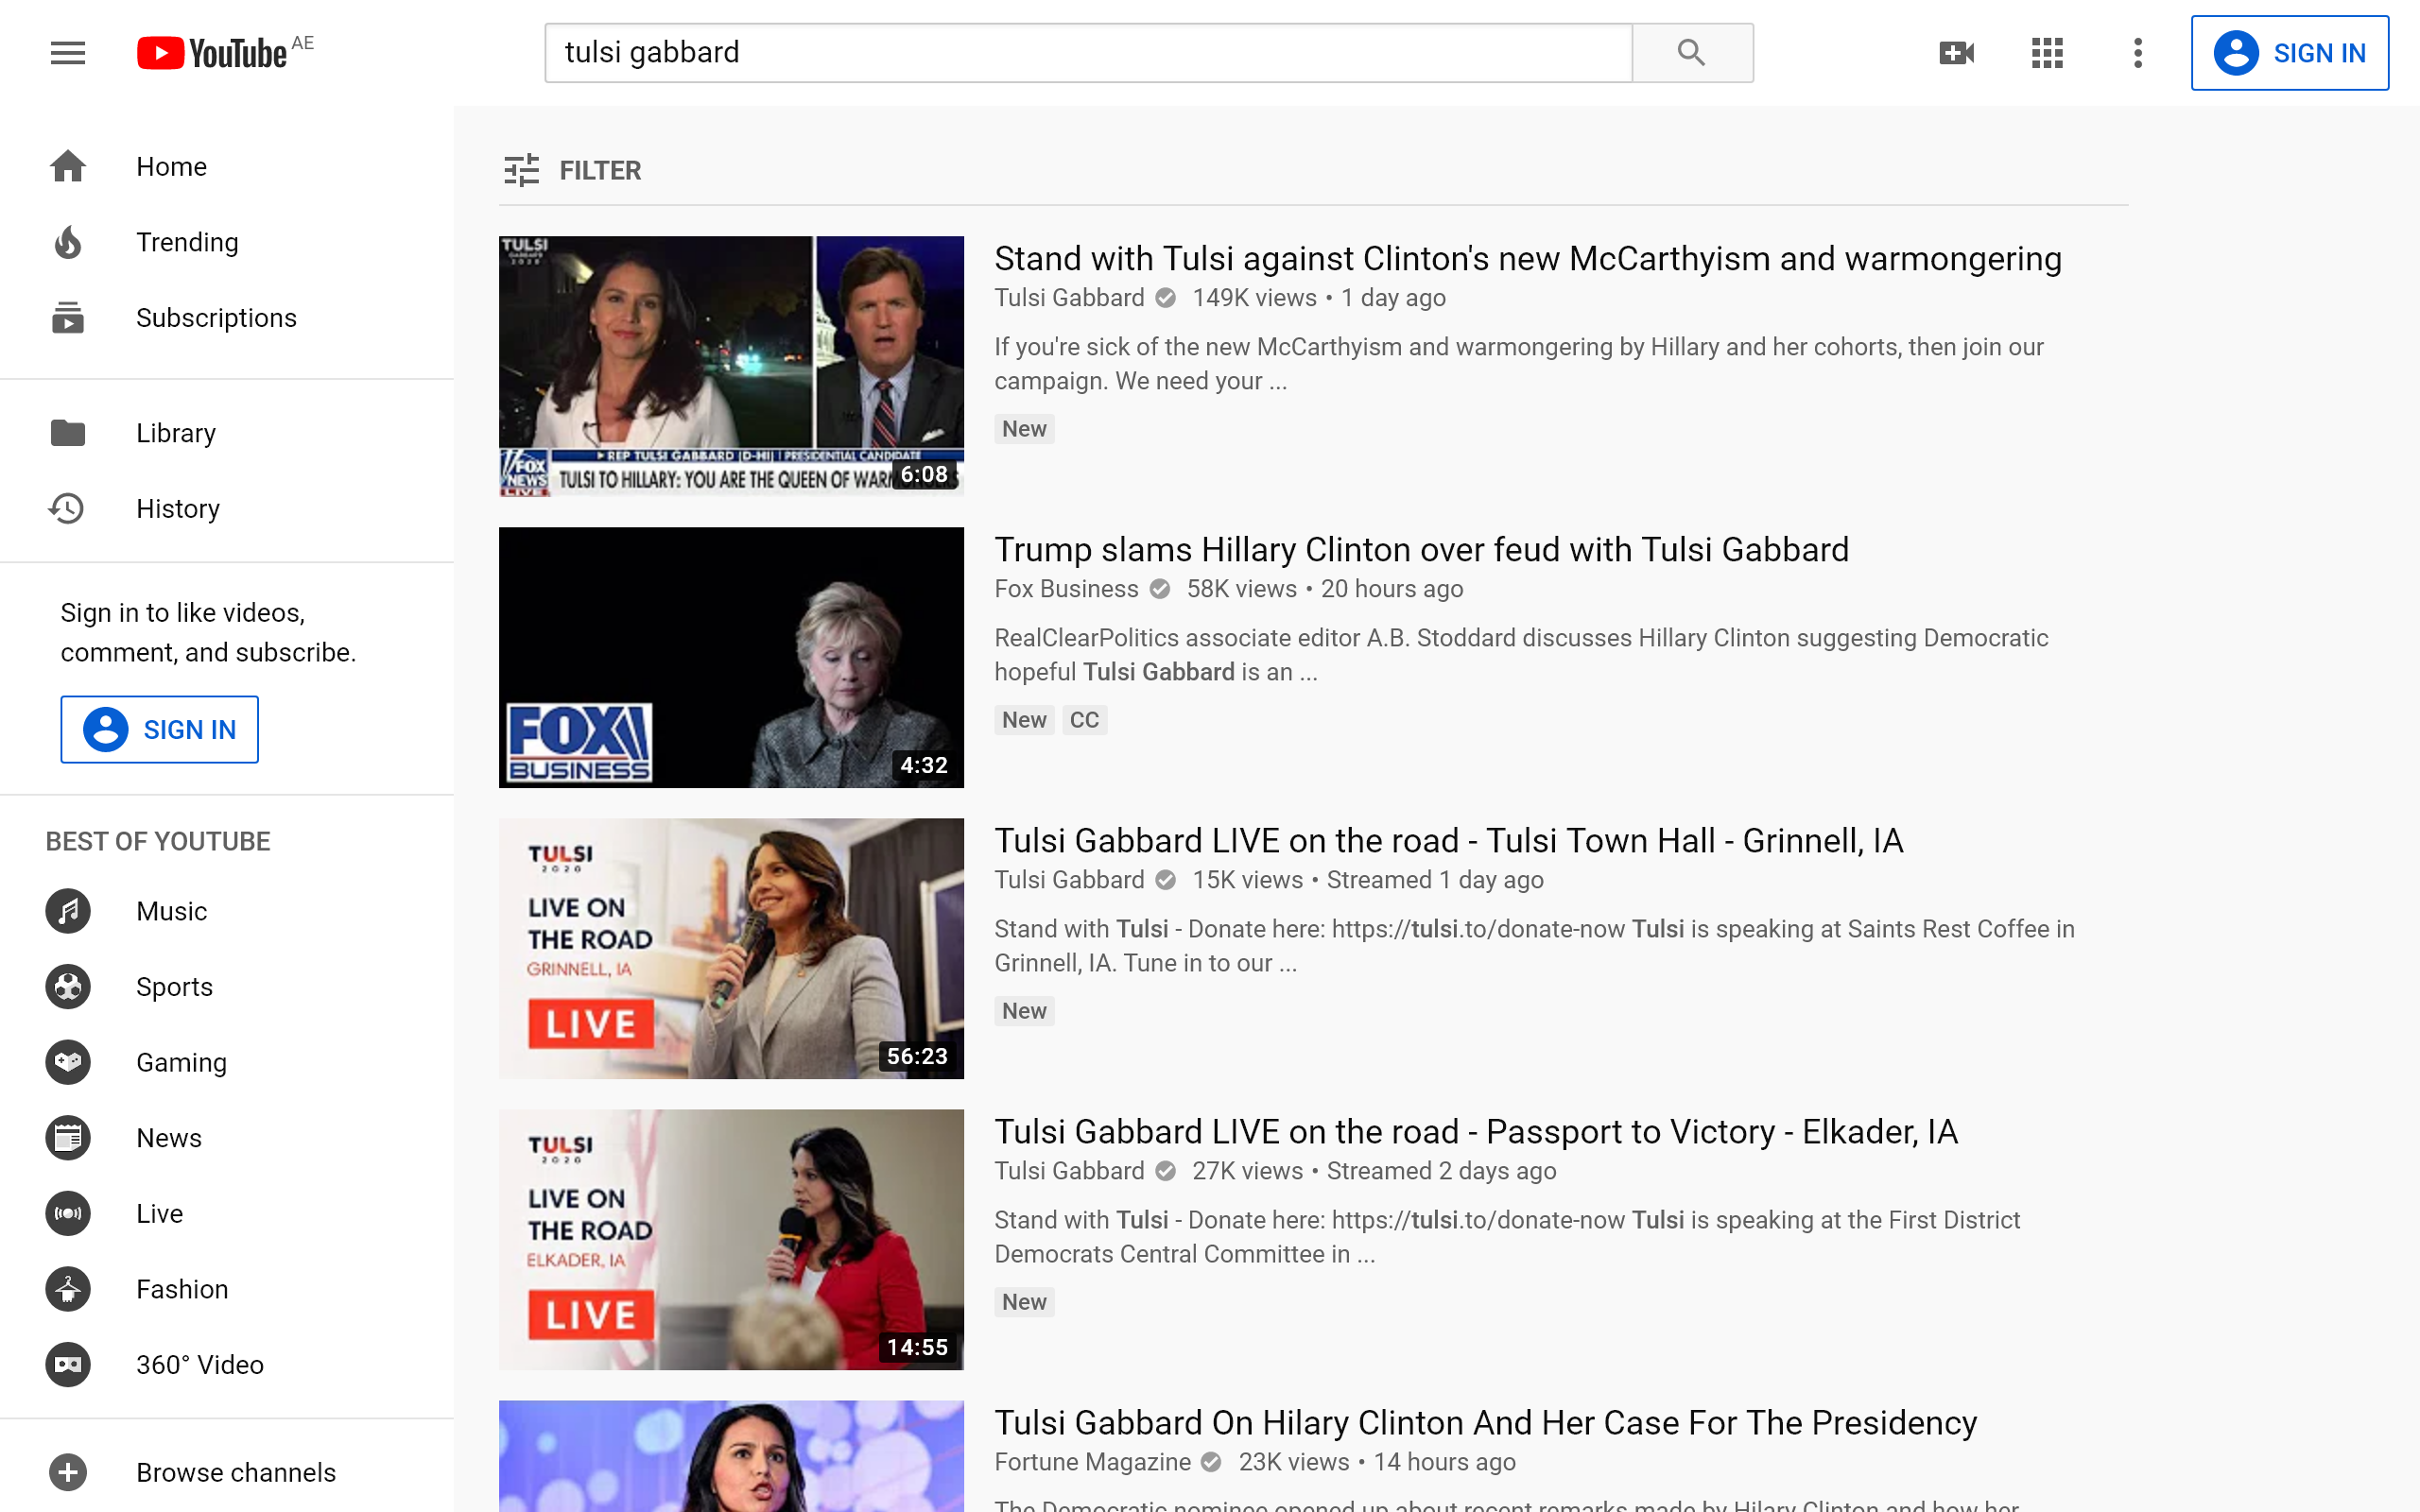 YouTube AE
tulsi gabbard
SIGN IN
Home
Trending
Subscriptions
Library
History
Sign in to like videos,
comment, and subscribe.
SIGN IN
BEST OF YOUTUBE
Music
Sports
Gaming
News
Live
Fashion
360° Video
Browse channels
FILTER
TULSI
GABBARD
2020
REP TULSI GABBARD (D-HI) | PRESIDENTIAL CANDIDATE
FOX
NEWS
LIVE
TULSI TO HILLARY: YOU ARE THE QUEEN OF
6:08
Stand with Tulsi against Clinton's new McCarthyism and warmongering
Tulsi Gabbard 149K views • 1 day ago
If you're sick of the new McCarthyism and warmongering by Hillary and her cohorts, then join our
campaign. We need your ...
New
FOX
BUSINESS
4:32
Trump slams Hillary Clinton over feud with Tulsi Gabbard
Fox Business 58K views • 20 hours ago
RealClearPolitics associate editor A.B. Stoddard discusses Hillary Clinton suggesting Democratic
hopeful Tulsi Gabbard is an ...
New CC
TULSI
2020
LIVE ON
THE ROAD
GRINNELL, IA
LIVE
56:23
Tulsi Gabbard LIVE on the road - Tulsi Town Hall - Grinnell, IA
Tulsi Gabbard 15K views • Streamed 1 day ago
Stand with Tulsi - Donate here: https://tulsi.to/donate-now Tulsi is speaking at Saints Rest Coffee in
Grinnell, IA. Tune in to our ...
New
TULSI
2020
LIVE ON
THE ROAD
ELKADER, IA
LIVE
14:55
Tulsi Gabbard LIVE on the road - Passport to Victory - Elkader, IA
Tulsi Gabbard 27K views • Streamed 2 days ago
Stand with Tulsi - Donate here: https://tulsi.to/donate-now Tulsi is speaking at the First District
Democrats Central Committee in ...
New
Tulsi Gabbard On Hilary Clinton And Her Case For The Presidency
Fortune Magazine 23K views • 14 hours ago
The Democratic nominee opened up about recent remarks made by Hilary Clinton and how her